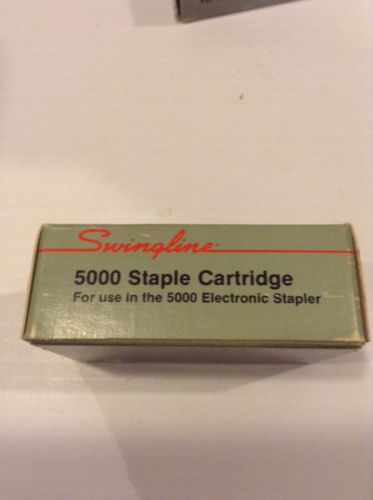 Swingline
5000 Staple Cartridge
For use in the 5000 Electronic Stapler